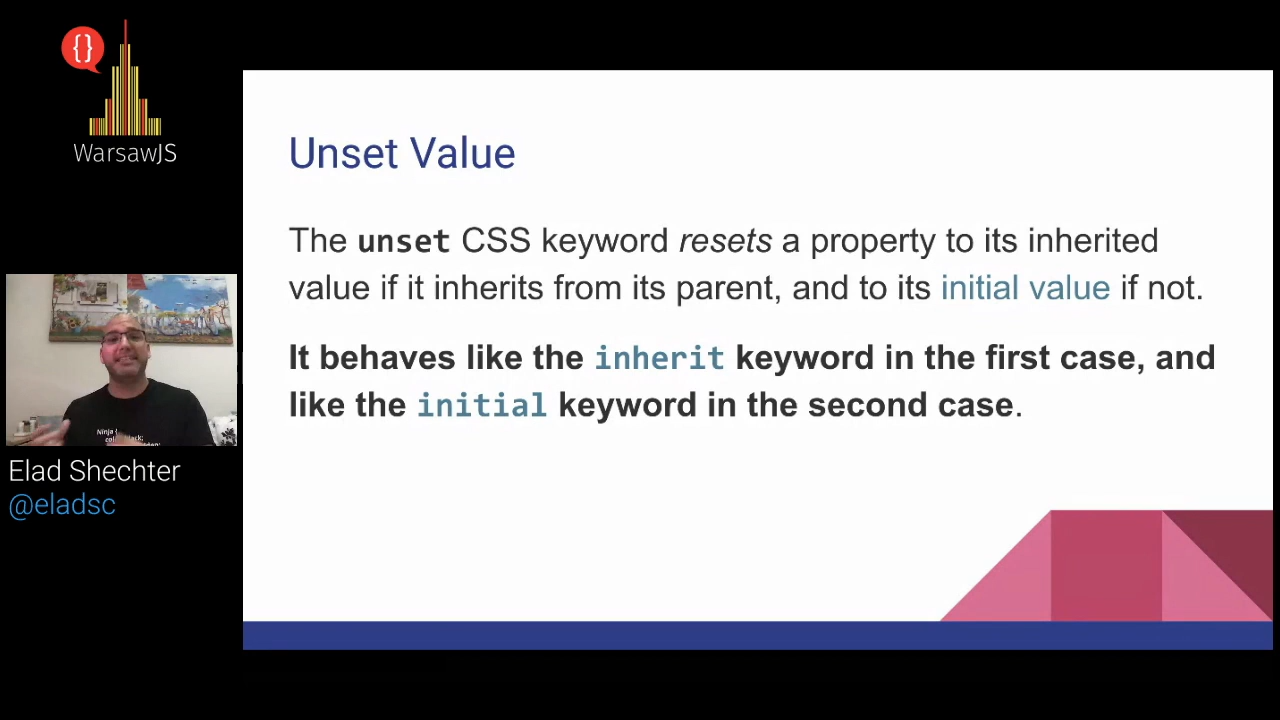 {}
WarsawJS
Unset Value
The unset CSS keyword resets a property to its inherited
value if it inherits from its parent, and to its initial value if not.
It behaves like the inherit keyword in the first case, and
like the initial keyword in the second case.
Ninja {
Elad Shechter
@eladsc